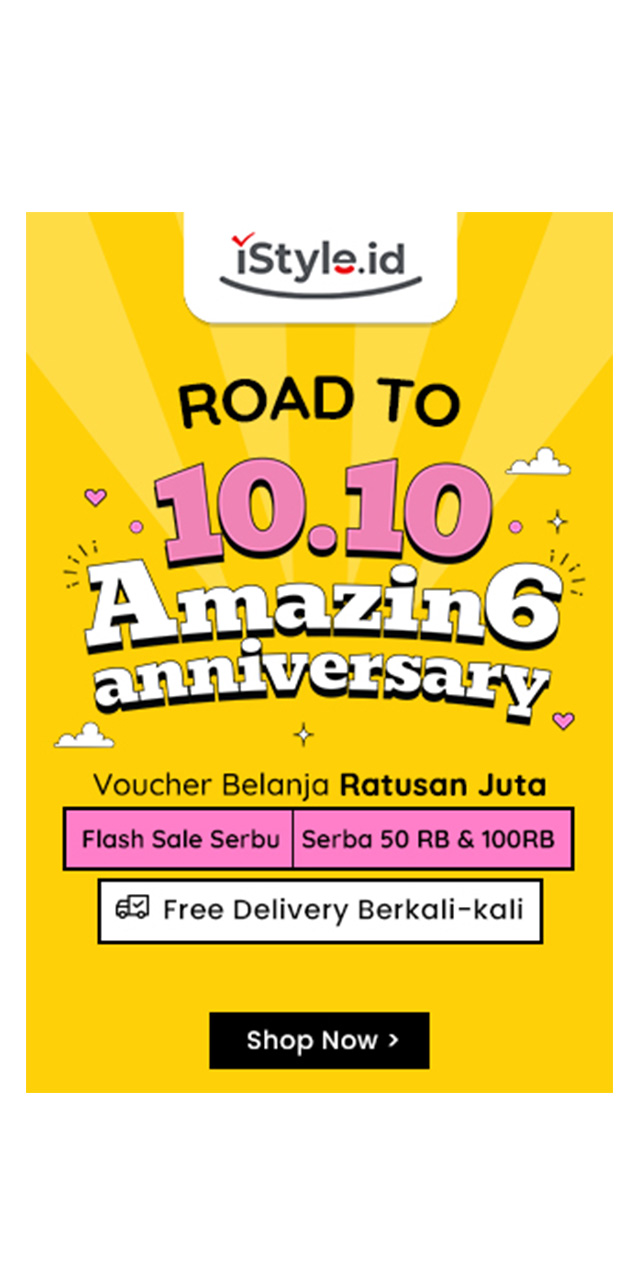 iStyle.id
ROAD TO
10.10
Amazin6
anniversary
Voucher Belanja Ratusan Juta
Flash Sale Serbu Serba 50 RB & 100RB
Free Delivery Berkali-kali
Shop Now >